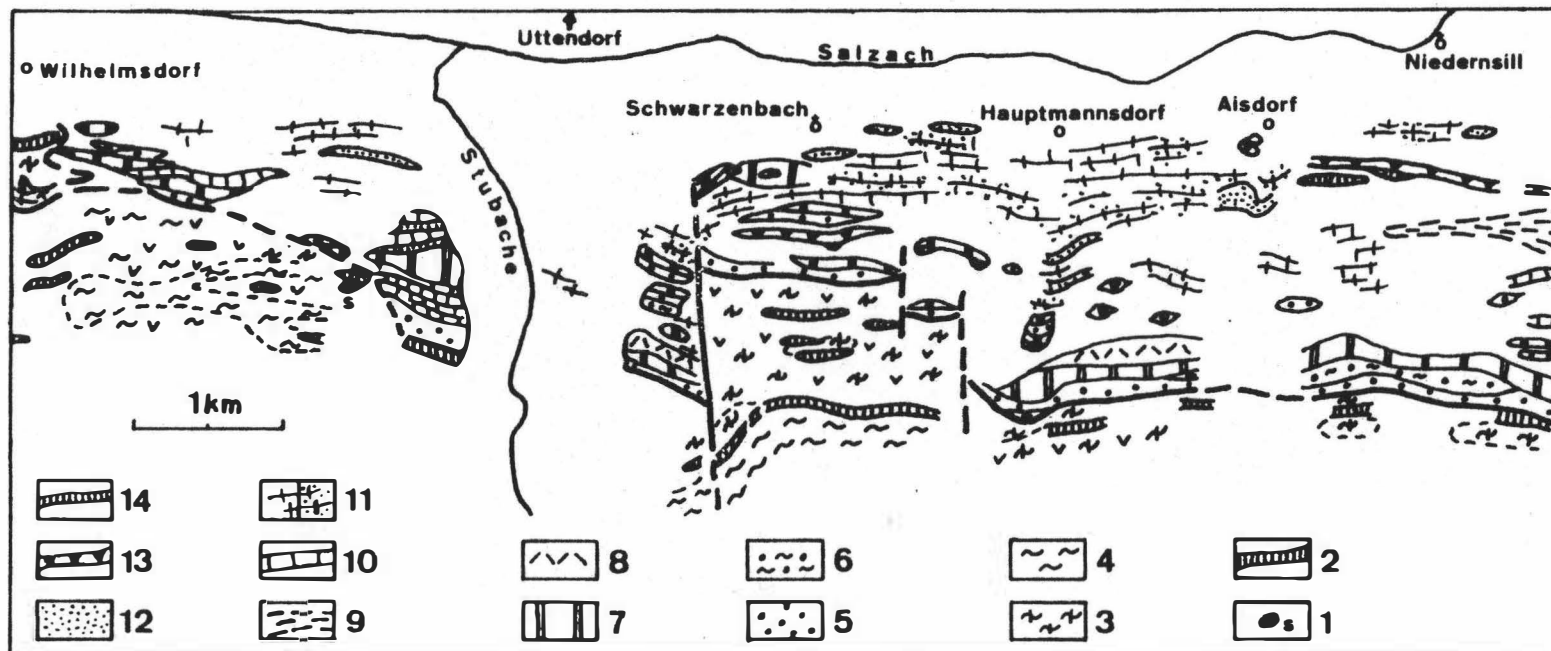 Uttendorf
Salzach
Wilhelmsdorf
Niedernsill
Schwarzenbach
Hauptmannsdorf
Aisdorf
Stubache
s
1km
14
11
13
10
8
6
4
2
12
9
7
5
3
s
1